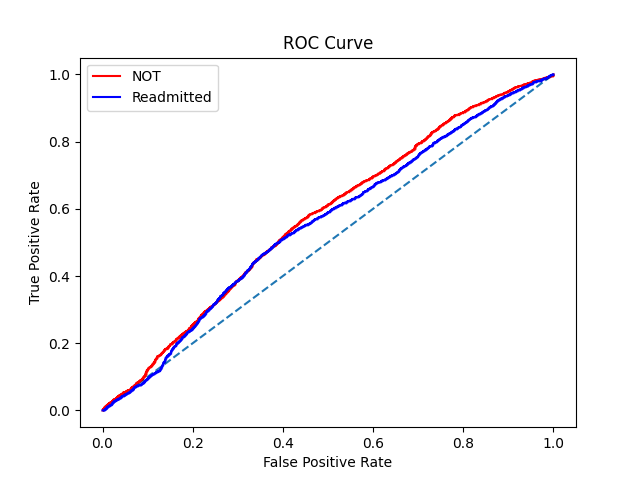 ROC Curve
NOT
Readmitted
True Positive Rate
1.0
0.8
0.6
0.4
0.2
0.0
0.0 0.2 0.4 0.6 0.8 1.0
False Positive Rate